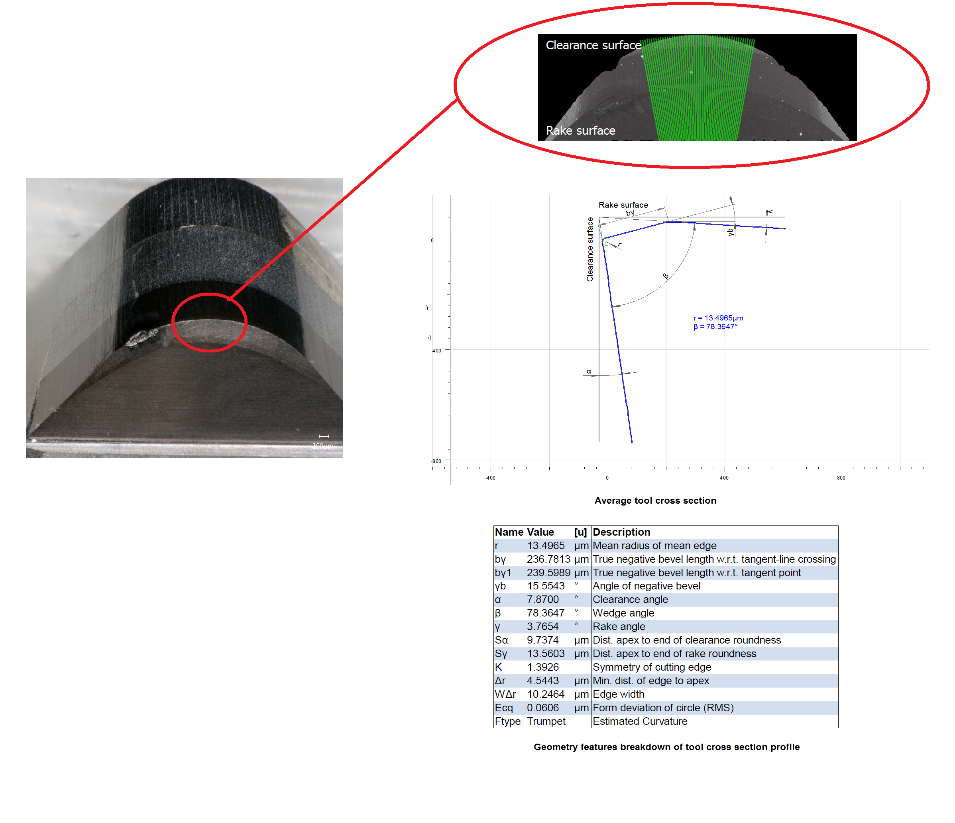 Clearance surface
Rake surface
Rake surface
bγ
Clearance surface
r
γ
γb
β
0
r = 13.4965µm
β = 78.3647°
-400
α
-800
-400
0
400
800
Average tool cross section
Name Value [u] Description
r 13.4965 µm Mean radius of mean edge
bγ 236.7813 µm True negative bevel length w.r.t. tangent-line crossing
bγ1 239.5989 µm True negative bevel length w.r.t. tangent point
γb 15.5543 ° Angle of negative bevel
α 7.8700 ° Clearance angle
β 78.3647 ° Wedge angle
γ 3.7654 ° Rake angle
Sα 9.7374 µm Dist. apex to end of clearance roundness
Sγ 13.5603 µm Dist. apex to end of rake roundness
K 1.3926 Symmetry of cutting edge
Δr 4.5443 µm Min. dist. of edge to apex
WΔr 10.2464 µm Edge width
Ecq 0.0606 µm Form deviation of circle (RMS)
Ftype Trumpet Estimated Curvature
Geometry features breakdown of tool cross section profile